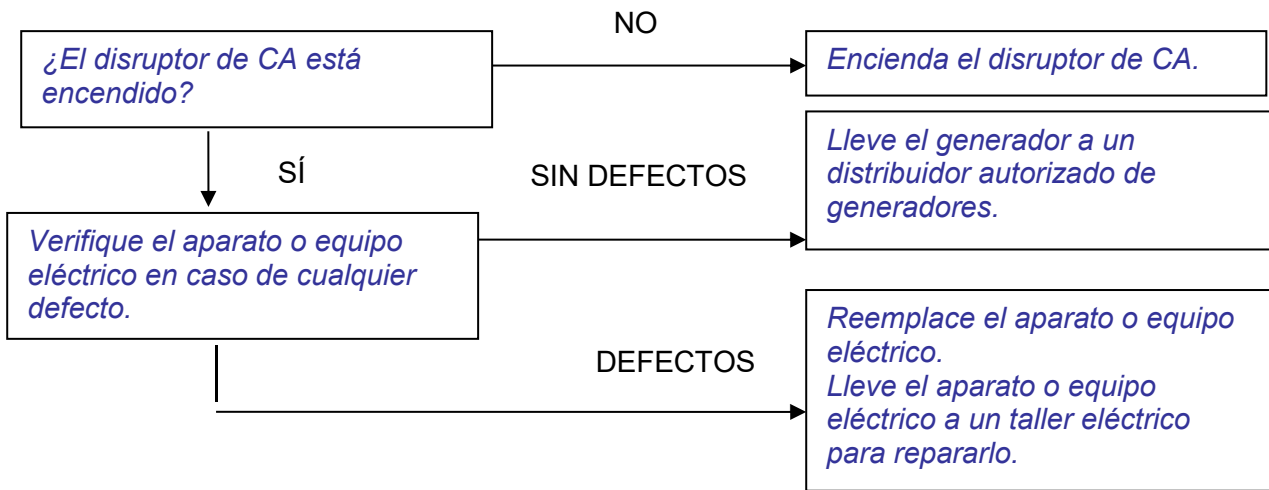 NO
¿El disruptor de CA está
encendido?
Encienda el disruptor de CA.
SÍ
SIN DEFECTOS
Lleve el generador a un
distribuidor autorizado de
generadores.
Verifique el aparato o equipo
eléctrico en caso de cualquier
defecto.
DEFECTOS
Reemplace el aparato o equipo
eléctrico.
Lleve el aparato o equipo
eléctrico a un taller eléctrico
para repararlo.